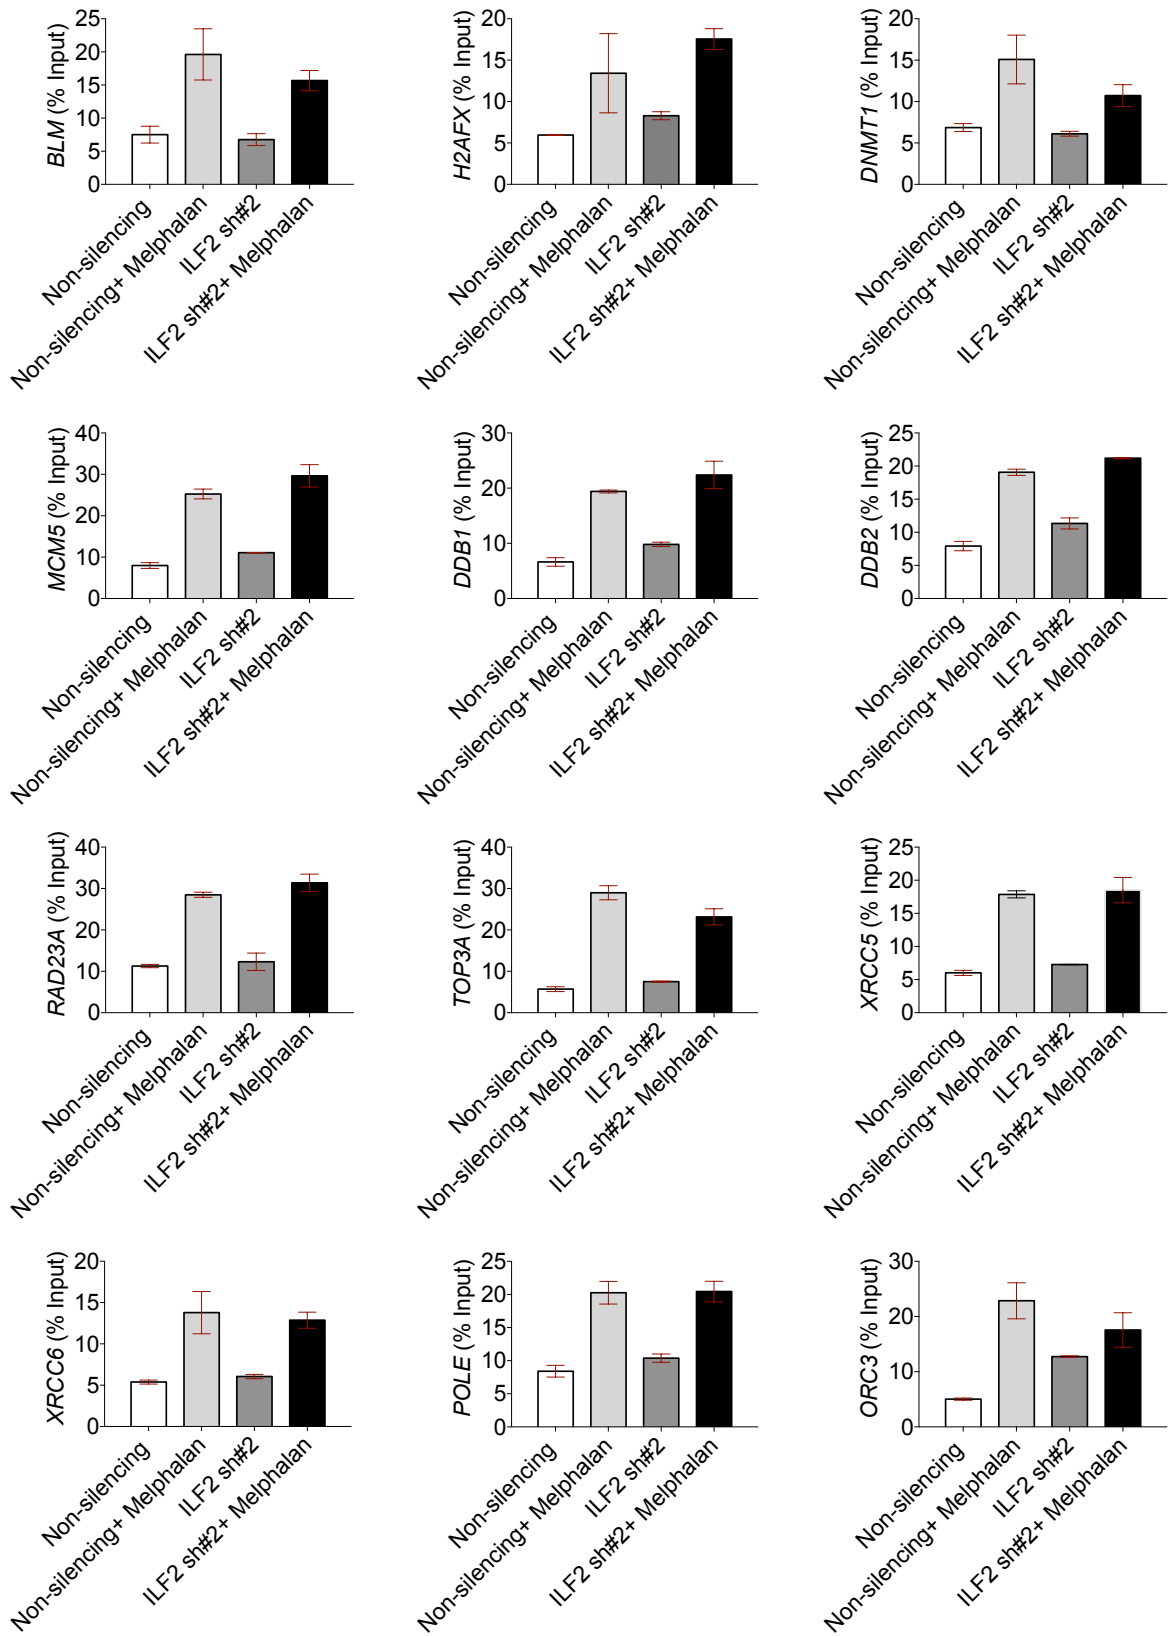 BLM (% Input)
25
20
15
10
5
0
Non-silencing
Non-silencing+ Melphalan
ILF2 sh#2
ILF2 sh#2+ Melphalan
H2AFX (% Input)
20
15
10
5
0
Non-silencing
Non-silencing+ Melphalan
ILF2 sh#2
ILF2 sh#2+ Melphalan
DNMT1 (% Input)
20
15
10
5
0
Non-silencing
Non-silencing+ Melphalan
ILF2 sh#2
ILF2 sh#2+ Melphalan
MCM5 (% Input)
40
30
20
10
0
Non-silencing
Non-silencing+ Melphalan
ILF2 sh#2
ILF2 sh#2+ Melphalan
DDB1 (% Input)
30
20
10
0
Non-silencing
Non-silencing+ Melphalan
ILF2 sh#2
ILF2 sh#2+ Melphalan
DDB2 (% Input)
25
20
15
10
5
0
Non-silencing
Non-silencing+ Melphalan
ILF2 sh#2
ILF2 sh#2+ Melphalan
RAD23A (% Input)
40
30
20
10
0
Non-silencing
Non-silencing+ Melphalan
ILF2 sh#2
ILF2 sh#2+ Melphalan
TOP3A (% Input)
40
30
20
10
0
Non-silencing
Non-silencing+ Melphalan
ILF2 sh#2
ILF2 sh#2+ Melphalan
XRCC5 (% Input)
25
20
15
10
5
0
Non-silencing
Non-silencing+ Melphalan
ILF2 sh#2
ILF2 sh#2+ Melphalan
XRCC6 (% Input)
20
15
10
5
0
Non-silencing
Non-silencing+ Melphalan
ILF2 sh#2
ILF2 sh#2+ Melphalan
POLE (% Input)
25
20
15
10
5
0
Non-silencing
Non-silencing+ Melphalan
ILF2 sh#2
ILF2 sh#2+ Melphalan
ORC3 (% Input)
30
20
10
0
Non-silencing
Non-silencing+ Melphalan
ILF2 sh#2
ILF2 sh#2+ Melphalan